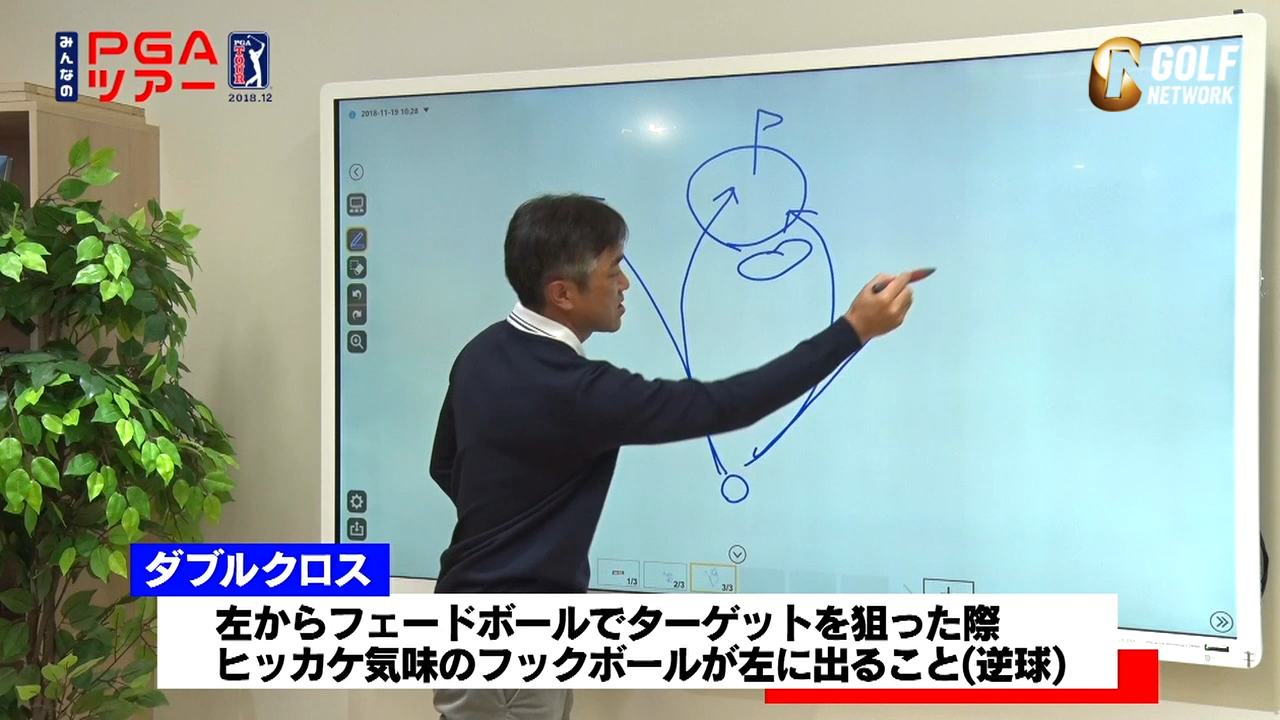 みんなの
PGA
ツアー
PGA TOUR
2018.12
GOLF
NETWORK
2018-11-19 10:28
1/3
2/3
3/3
ダブルクロス
左からフェードボールでターゲットを狙った際
ヒッカケ気味のフックボールが左に出ること(逆球)